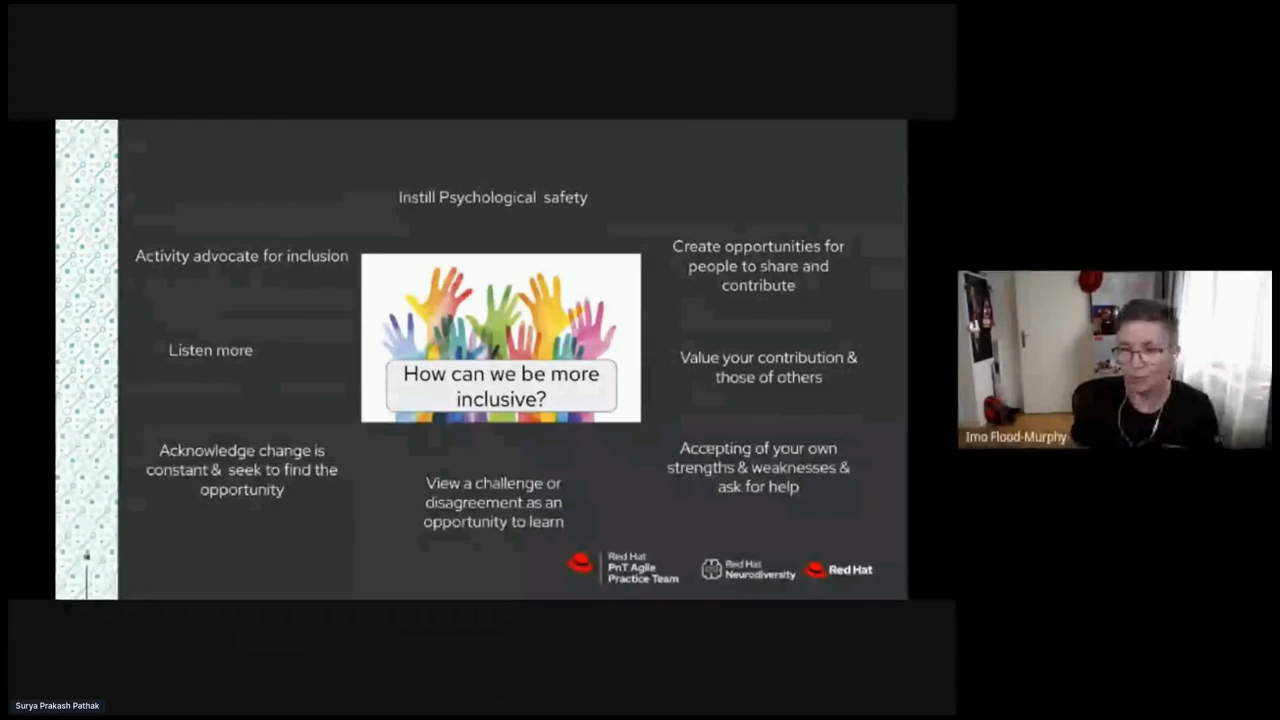 Instill Psychological safety
Activity advocate for inclusion
Create opportunities for
people to share and
contribute
Listen more
How can we be more
inclusive?
Value your contribution &
those of others
Acknowledge change is
constant & seek to find the
opportunity
View a challenge or
disagreement as an
opportunity to learn
Accepting of your own
strengths & weaknesses &
ask for help
Red Hat
PnT Agile
Practice Team
Red Hat
Neurodiversity
Red Hat
Imo Flood-Murphy
Surya Prakash Pathak